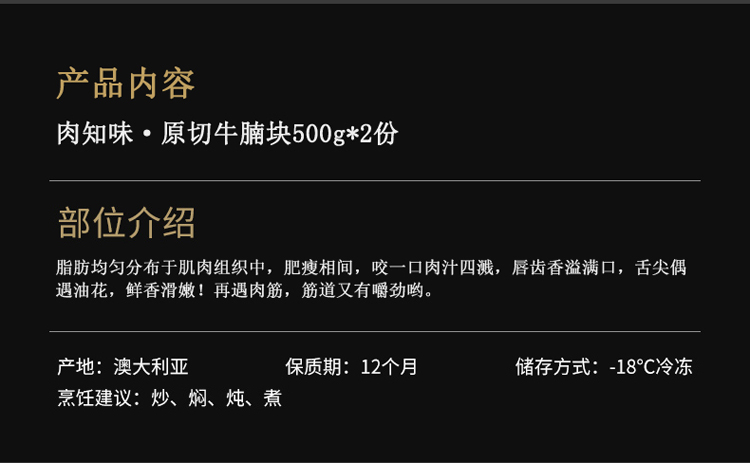 产品内容
肉知味·原切牛腩块500g*2份
部位介绍
脂肪均匀分布于肌肉组织中，肥瘦相间，咬一口肉汁四溅，唇齿香溢满口，舌尖偶
遇油花，鲜香滑嫩！再遇肉筋，筋道又有嚼劲哟。
产地：澳大利亚 保质期：12个月 储存方式：-18℃冷冻
烹饪建议：炒、焖、炖、煮